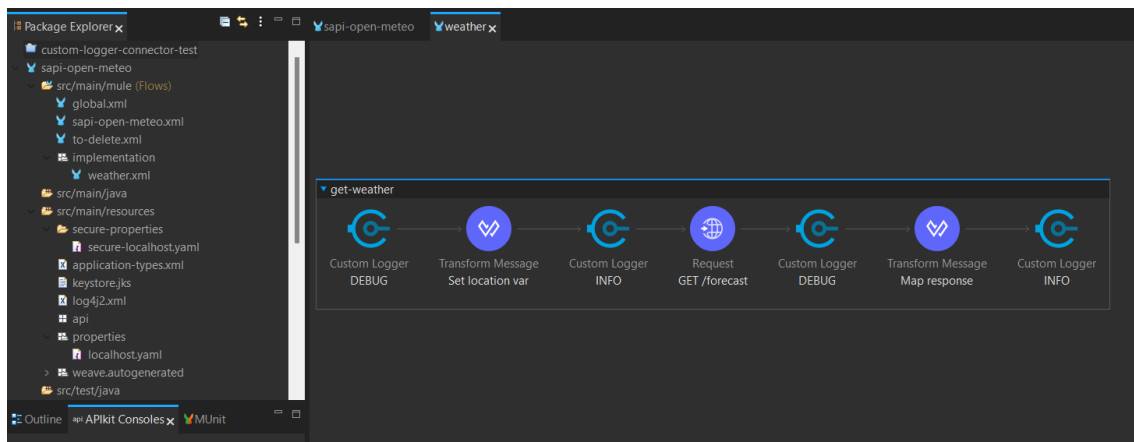 Package Explorer
sapi-open-meteo
weather
custom-logger-connector-test
sapi-open-meteo
src/main/mule (Flows)
global.xml
sapi-open-meteo.xml
to-delete.xml
implementation
weather.xml
src/main/java
src/main/resources
secure-properties
secure-localhost.yaml
application-types.xml
keystore.jks
log4j2.xml
api
properties
localhost.yaml
weave.autogenerated
src/test/java
Outline
api APIkit Consoles
MUnit
get-weather
Custom Logger
DEBUG
Transform Message
Set location var
Custom Logger
INFO
Request
GET /forecast
Custom Logger
DEBUG
Transform Message
Map response
Custom Logger
INFO